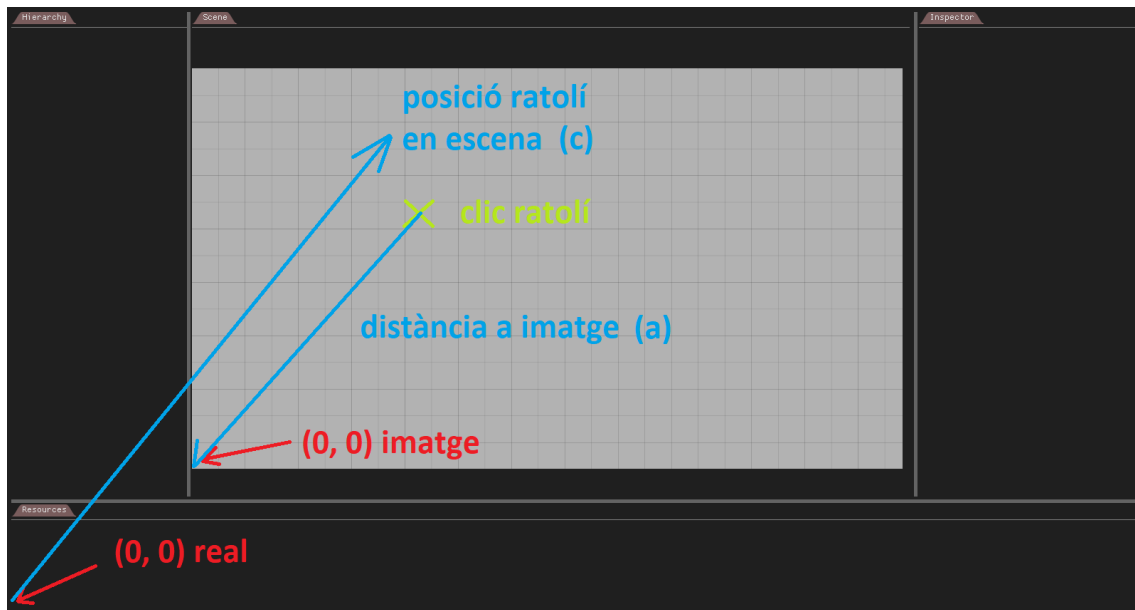 Hierarchy
Scene
Inspector
posició ratolí
en escena (c)
clic ratolí
distància a imatge (a)
(0, 0) imatge
Resources
(0, 0) real